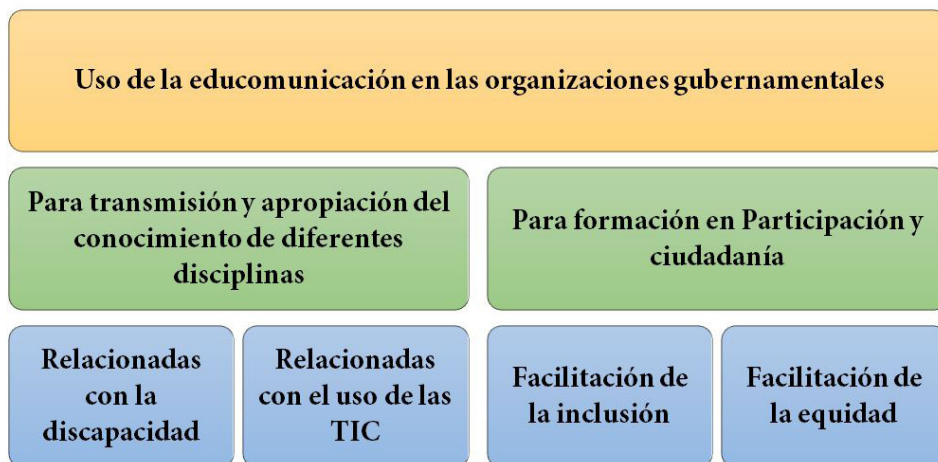 Uso de la educomunicación en las organizaciones gubernamentales
Para transmisión y apropiación del
conocimiento de diferentes
disciplinas
Para formación en Participación y
ciudadanía
Relacionadas
con la
discapacidad
Relacionadas
con el uso de las
TIC
Facilitación de
la inclusión
Facilitación de
la equidad